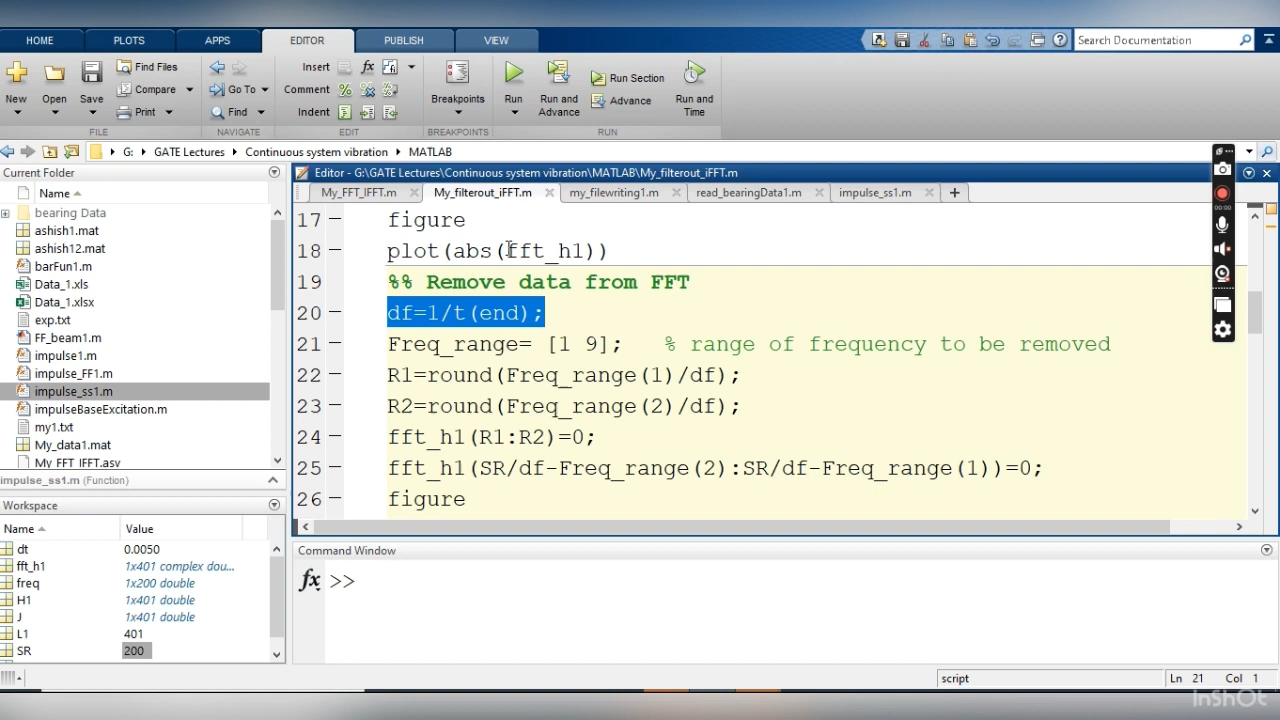 HOME PLOTS APPS EDITOR PUBLISH VIEW
Search Documentation
Find Files
Compare
Print
Go To
Find
Insert
Comment
Indent
Run Section
Advance
New Open Save Breakpoints Run Run and Advance Run and Time
FILE NAVIGATE EDIT BREAKPOINTS RUN
G: GATE Lectures Continuous system vibration MATLAB
Current Folder
Name
bearing Data
ashish1.mat
ashish12.mat
barFun1.m
Data_1.xls
Data_1.xlsx
exp.txt
FF_beam1.m
impulse1.m
impulse_FF1.m
impulse_ss1.m
impulseBaseExcitation.m
my1.txt
My_data1.mat
My_FFT_IFFT.asv
impulse_ss1.m (Function)
Workspace
Name Value
dt 0.0050
fft_h1 1x401 complex dou...
freq 1x200 double
H1 1x401 double
J 1x401 double
L1 401
SR 200
Editor - G:\GATE Lectures\Continuous system vibration\MATLAB\My_filterout_iFFT.m
My_FFT_IFFT.m My_filterout_iFFT.m my_filewriting1.m read_bearingData1.m impulse_ss1.m
17 figure
18 plot(abs(fft_h1))
19 %% Remove data from FFT
20 df=1/t(end);
21 Freq_range= [1 9]; % range of frequency to be removed
22 R1=round(Freq_range(1)/df);
23 R2=round(Freq_range(2)/df);
24 fft_h1(R1:R2)=0;
25 fft_h1(SR/df-Freq_range(2):SR/df-Freq_range(1))=0;
26 figure
00:00
Command Window
fx >>
script Ln 21 Col 1
InShOt